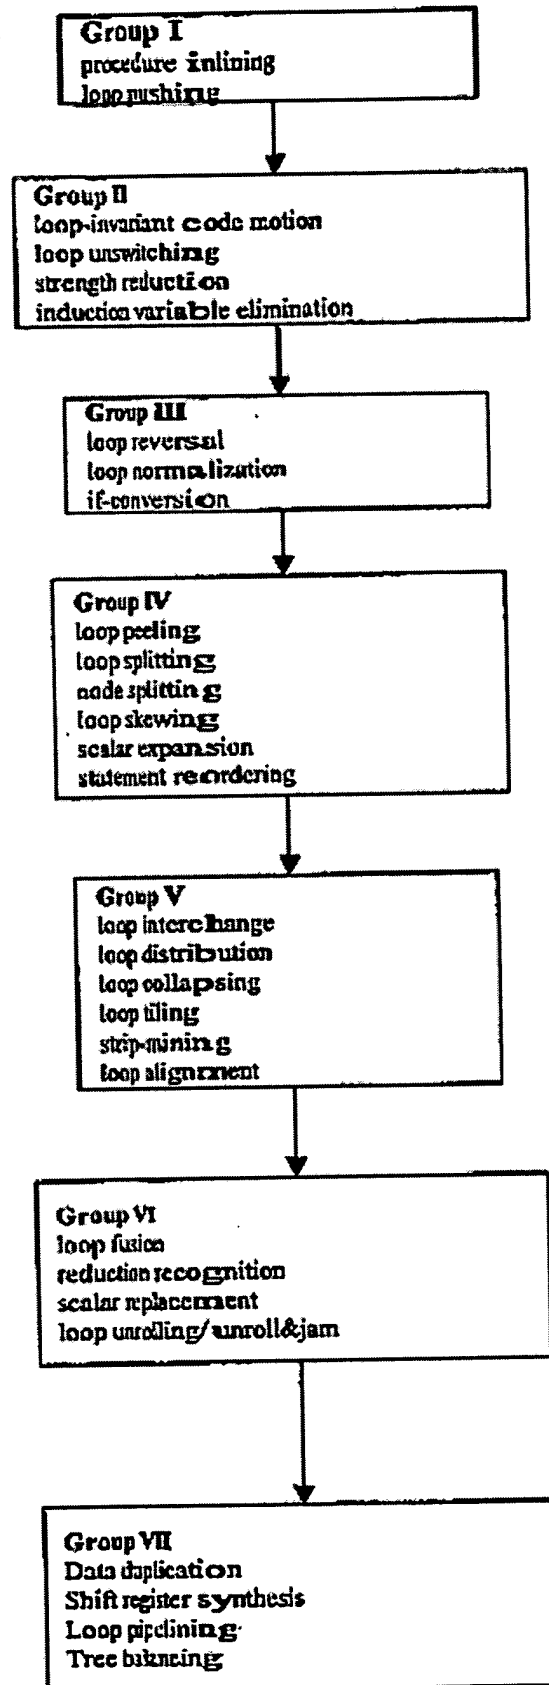 Group I
procedure inlining
loop pushing
Group II
loop-invariant code motion
loop unswitching
strength reduction
induction variable elimination
Group III
loop reversal
loop normalization
if-conversion
Group IV
loop peeling
loop splitting
node splitting
loop skewing
scalar expansion
statement reordering
Group V
loop interchange
loop distribution
loop collapsing
loop tiling
strip-mining
loop alignment
Group VI
loop fusion
reduction recognition
scalar replacement
loop unrolling/unroll&jam
Group VII
Data duplication
Shift register synthesis
Loop pipelining
Tree balancing